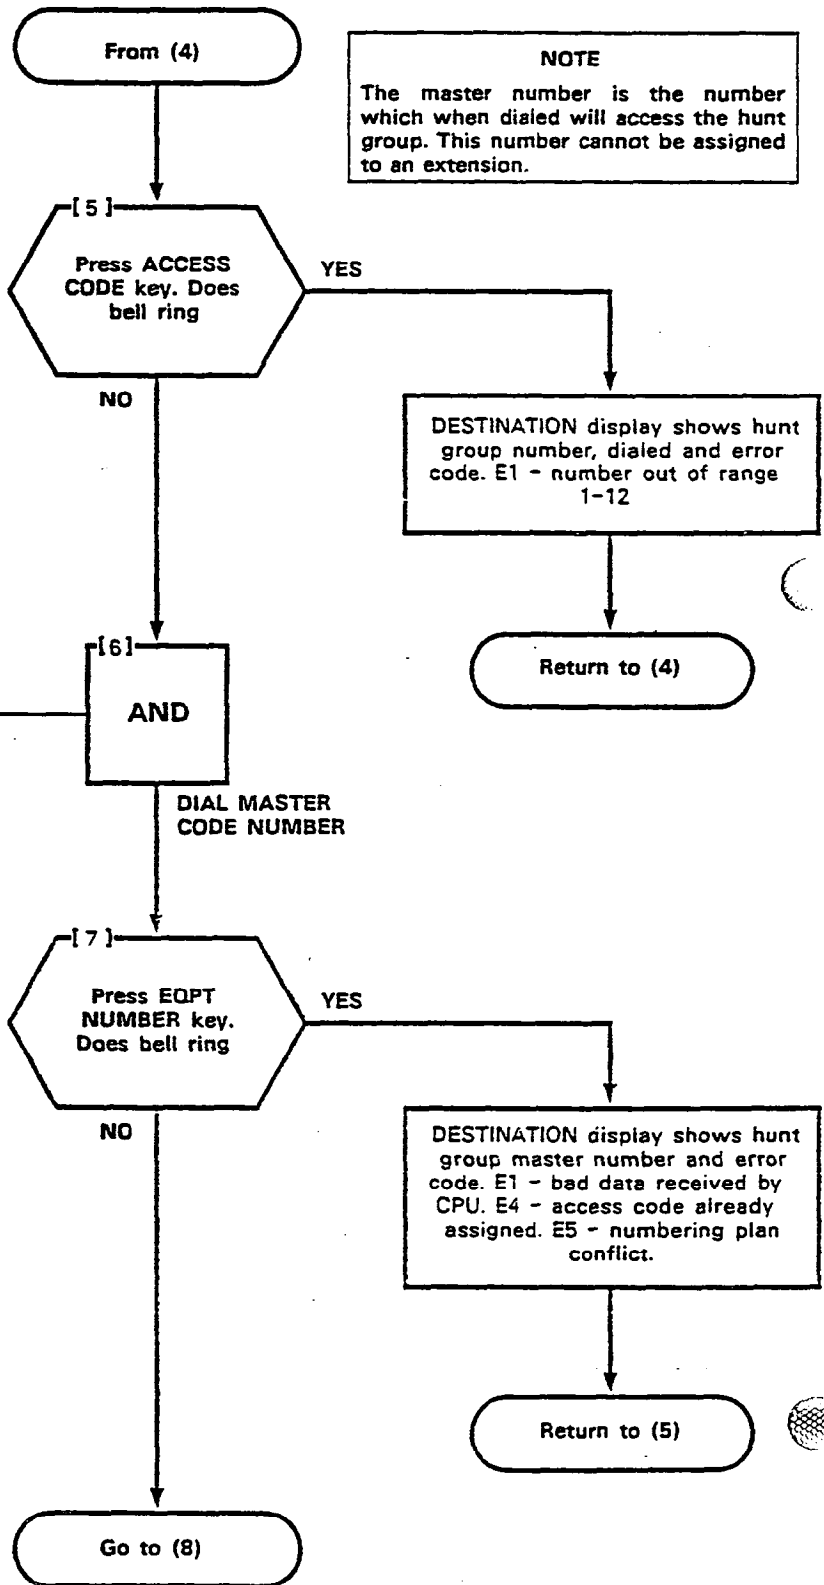 From (4)
NOTE
The master number is the number
which when dialed will access the hunt
group. This number cannot be assigned
to an extension.
[5]
Press ACCESS
CODE key. Does
bell ring
YES
NO
DESTINATION display shows hunt
group number, dialed and error
code. E1 - number out of range
1-12
Return to (4)
[6]
AND
DIAL MASTER
CODE NUMBER
[7]
Press EQPT
NUMBER key.
Does bell ring
YES
NO
DESTINATION display shows hunt
group master number and error
code. E1 - bad data received by
CPU. E4 - access code already
assigned. E5 - numbering plan
conflict.
Return to (5)
Go to (8)